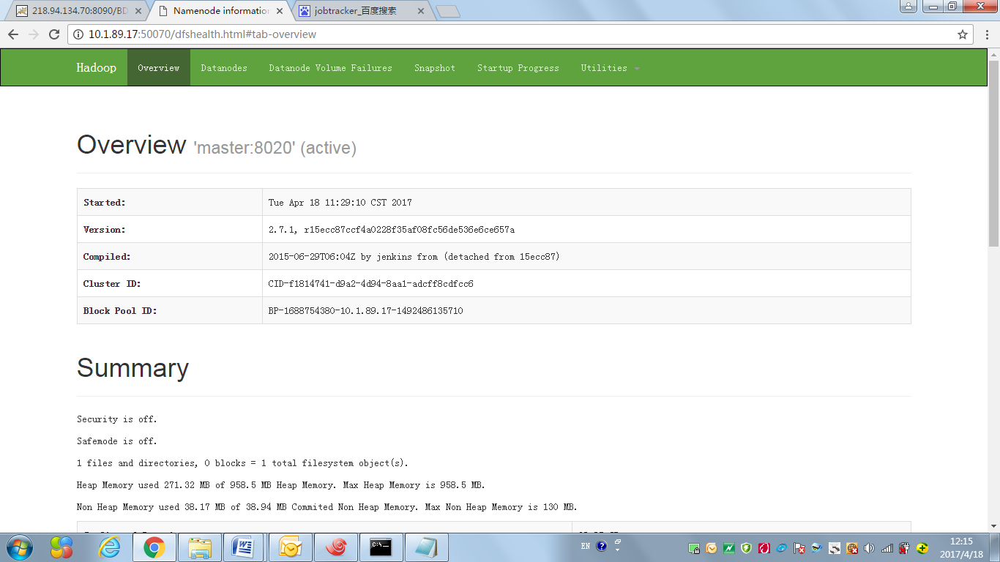 218.94.134.70:8090/BD
Namenode information
jobtracker_百度搜索
10.1.89.17:50070/dfshealth.html#tab-overview
Hadoop Overview Datanodes Datanode Volume Failures Snapshot Startup Progress Utilities
Overview 'master:8020' (active)
Started: Tue Apr 18 11:29:10 CST 2017
Version: 2.7.1, r15ecc87ccf4a0228f35af08fc56de536e6ce657a
Compiled: 2015-06-29T06:04Z by jenkins from (detached from 15ecc87)
Cluster ID: CID-f1814741-d9a2-4d94-8aa1-adcff8cdfcc6
Block Pool ID: BP-1688754380-10.1.89.17-1492486135710
Summary
Security is off.
Safemode is off.
1 files and directories, 0 blocks = 1 total filesystem object(s).
Heap Memory used 271.32 MB of 958.5 MB Heap Memory. Max Heap Memory is 958.5 MB.
Non Heap Memory used 38.17 MB of 38.94 MB Commited Non Heap Memory. Max Non Heap Memory is 130 MB.
EN
12:15
2017/4/18